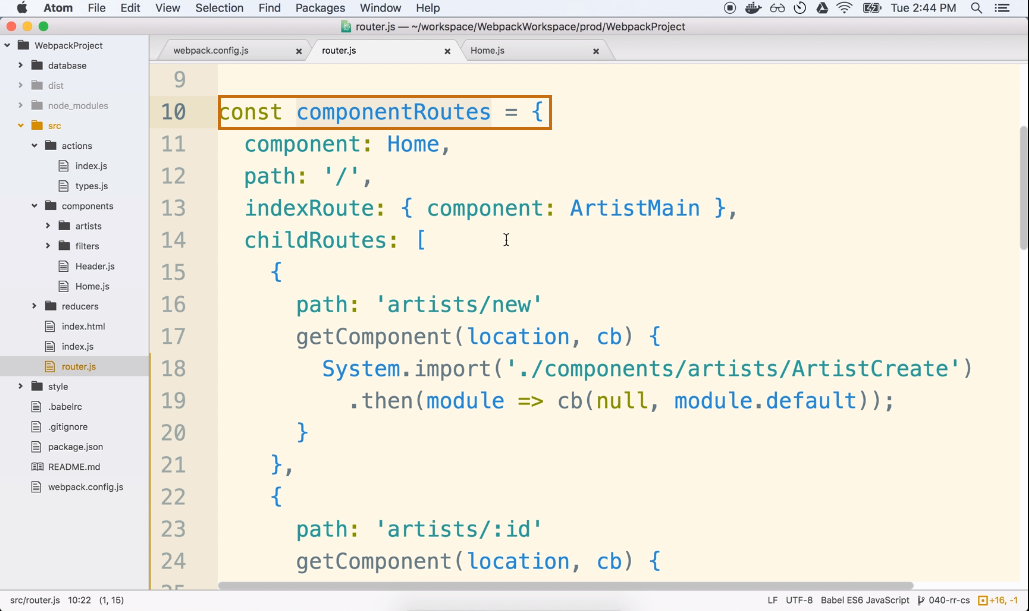 Atom File Edit View Selection Find Packages Window Help Tue 2:44 PM
router.js — ~/workspace/WebpackWorkspace/prod/WebpackProject
WebpackProject
database
dist
node_modules
src
actions
index.js
types.js
components
artists
filters
Header.js
Home.js
reducers
index.html
index.js
router.js
style
.babelrc
.gitignore
package.json
README.md
webpack.config.js
webpack.config.js × router.js × Home.js ×
9
10 const componentRoutes = {
11 component: Home,
12 path: '/',
13 indexRoute: { component: ArtistMain },
14 childRoutes: [
15 {
16 path: 'artists/new'
17 getComponent(location, cb) {
18 System.import('./components/artists/ArtistCreate')
19 .then(module => cb(null, module.default));
20 }
21 },
22 {
23 path: 'artists/:id'
24 getComponent(location, cb) {
src/router.js 10:22 (1, 15) LF UTF-8 Babel ES6 JavaScript 040-rr-cs +16, -1